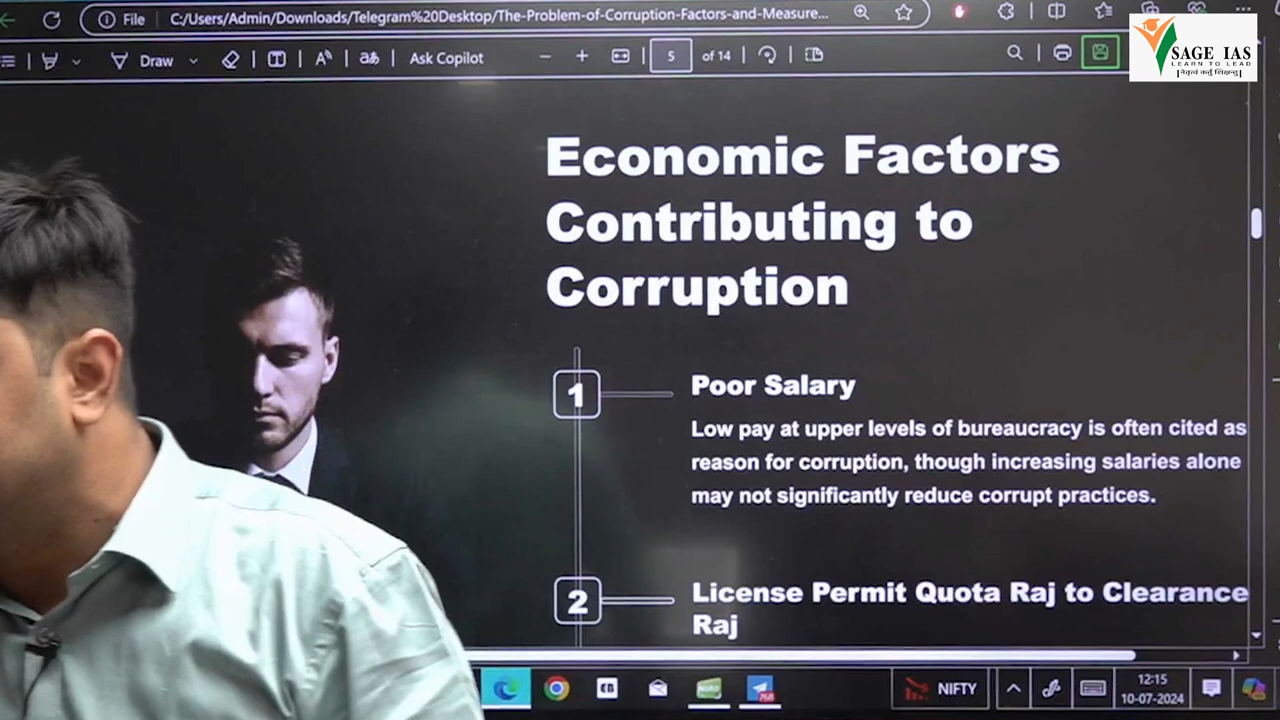 File
C:/Users/Admin/Downloads/Telegram%20Desktop/The-Problem-of-Corruption-Factors-and-Measure...
Draw
aあ
Ask Copilot
5
of 14
SAGE IAS
LEARN TO LEAD
Economic Factors
Contributing to
Corruption
1
Poor Salary
Low pay at upper levels of bureaucracy is often cited as
reason for corruption, though increasing salaries alone
may not significantly reduce corrupt practices.
2
License Permit Quota Raj to Clearance
Raj
NIFTY
12:15
10-07-2024